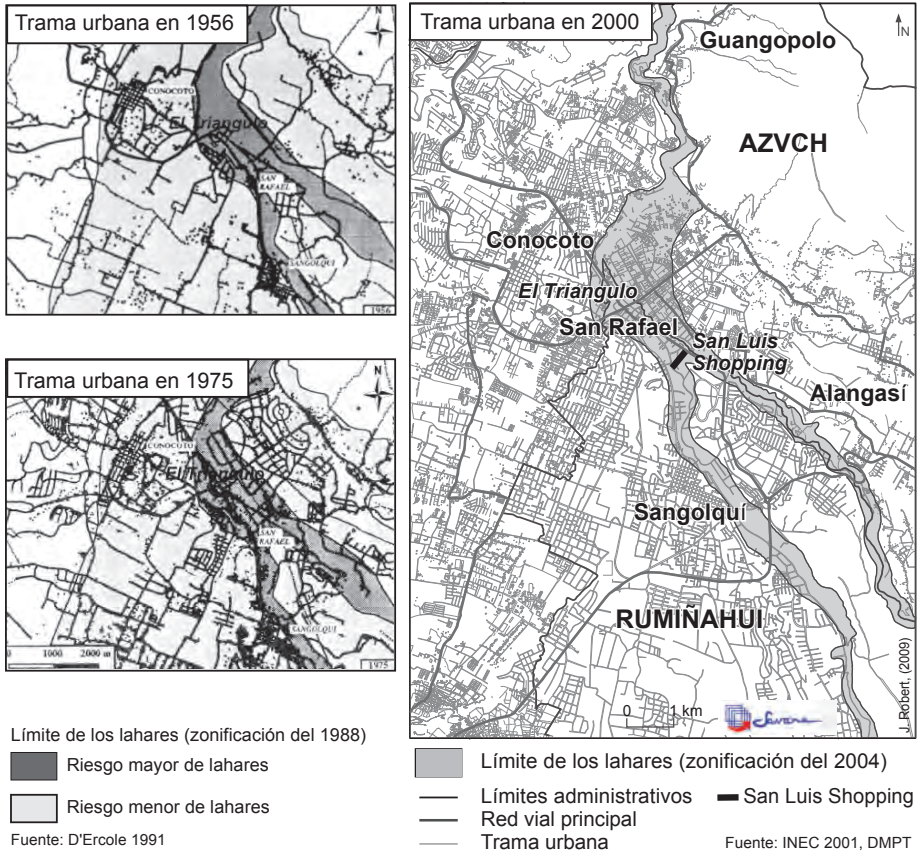 Trama urbana en 1956
N
CONOCOTO
El Triangulo
SAN
RAFAEL
SANGOLQUI
1956
Trama urbana en 1975
N
CONOCOTO
El Triangulo
SAN
RAFAEL
SANGOLQUI
1000 2000 m
1975
Límite de los lahares (zonificación del 1988)
Riesgo mayor de lahares
Riesgo menor de lahares
Fuente: D'Ercole 1991
Trama urbana en 2000
N
Guangopolo
AZVCH
Conocoto
El Triangulo
San Rafael
San Luis
Shopping
Alangasí
Sangolquí
RUMIÑAHUI
0 1 km
Savane
J. Robert, (2009)
Límite de los lahares (zonificación del 2004)
Límites administrativos
San Luis Shopping
Red vial principal
Trama urbana
Fuente: INEC 2001, DMPT